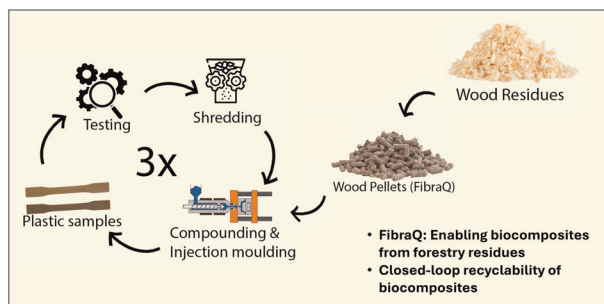 Testing
Shredding
3x
Plastic samples
Compounding &
Injection moulding
Wood Residues
Wood Pellets (FibraQ)
• FibraQ: Enabling biocomposites
from forestry residues
• Closed-loop recyclability of
biocomposites